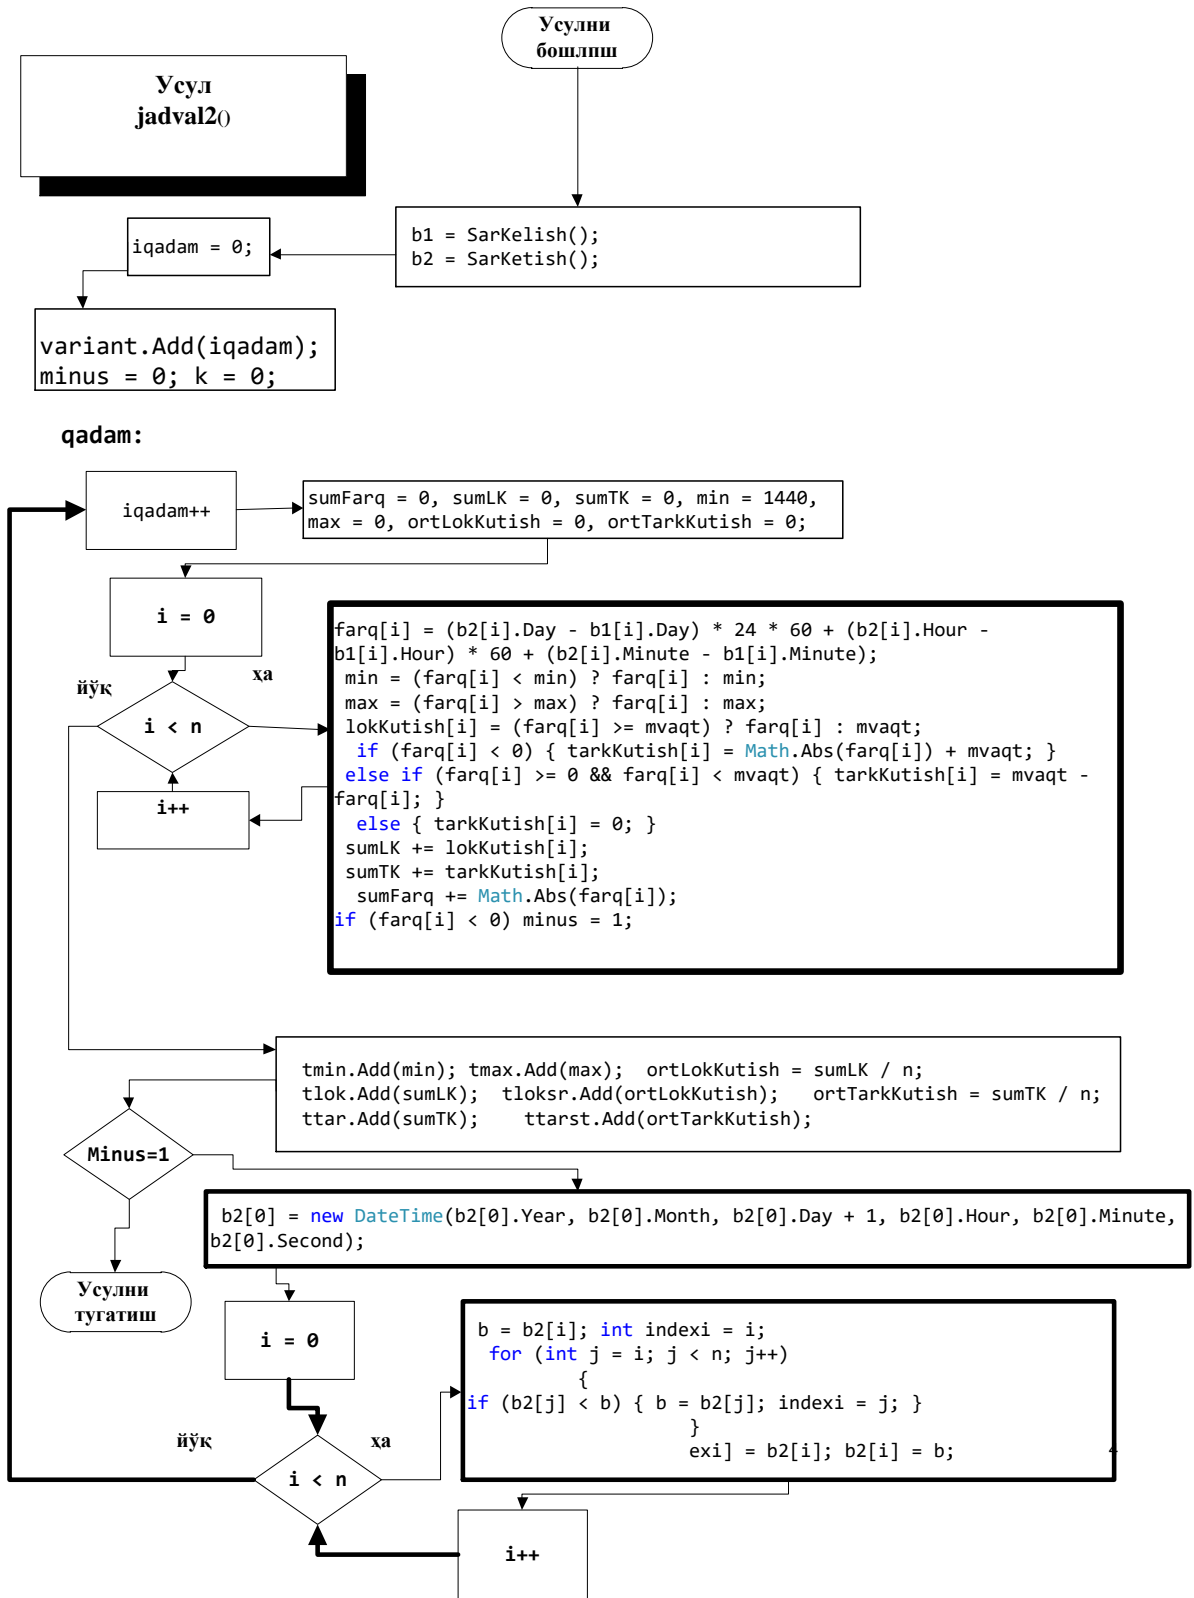 Усулни
бошлпш
Усул
jadval2()
b1 = SarKelish();
b2 = SarKetish();
iqadam = 0;
variant.Add(iqadam);
minus = 0; k = 0;
qadam:
iqadam++
sumFarq = 0, sumLK = 0, sumTK = 0, min = 1440,
max = 0, ortLokKutish = 0, ortTarkKutish = 0;
i = 0
farq[i] = (b2[i].Day - b1[i].Day) * 24 * 60 + (b2[i].Hour -
b1[i].Hour) * 60 + (b2[i].Minute - b1[i].Minute);
min = (farq[i] < min) ? farq[i] : min;
max = (farq[i] > max) ? farq[i] : max;
lokKutish[i] = (farq[i] >= mvaqt) ? farq[i] : mvaqt;
if (farq[i] < 0) { tarkKutish[i] = Math.Abs(farq[i]) + mvaqt; }
else if (farq[i] >= 0 && farq[i] < mvaqt) { tarkKutish[i] = mvaqt -
farq[i]; }
else { tarkKutish[i] = 0; }
sumLK += lokKutish[i];
sumTK += tarkKutish[i];
sumFarq += Math.Abs(farq[i]);
if (farq[i] < 0) minus = 1;
йўқ
ҳа
i < n
i++
tmin.Add(min); tmax.Add(max); ortLokKutish = sumLK / n;
tlok.Add(sumLK); tloksr.Add(ortLokKutish); ortTarkKutish = sumTK / n;
ttar.Add(sumTK); ttarst.Add(ortTarkKutish);
Minus=1
b2[0] = new DateTime(b2[0].Year, b2[0].Month, b2[0].Day + 1, b2[0].Hour, b2[0].Minute,
b2[0].Second);
Усулни
тугатиш
i = 0
b = b2[i]; int indexi = i;
for (int j = i; j < n; j++)
{
if (b2[j] < b) { b = b2[j]; indexi = j; }
}
exi] = b2[i]; b2[i] = b;
йўқ
ҳа
i < n
i++